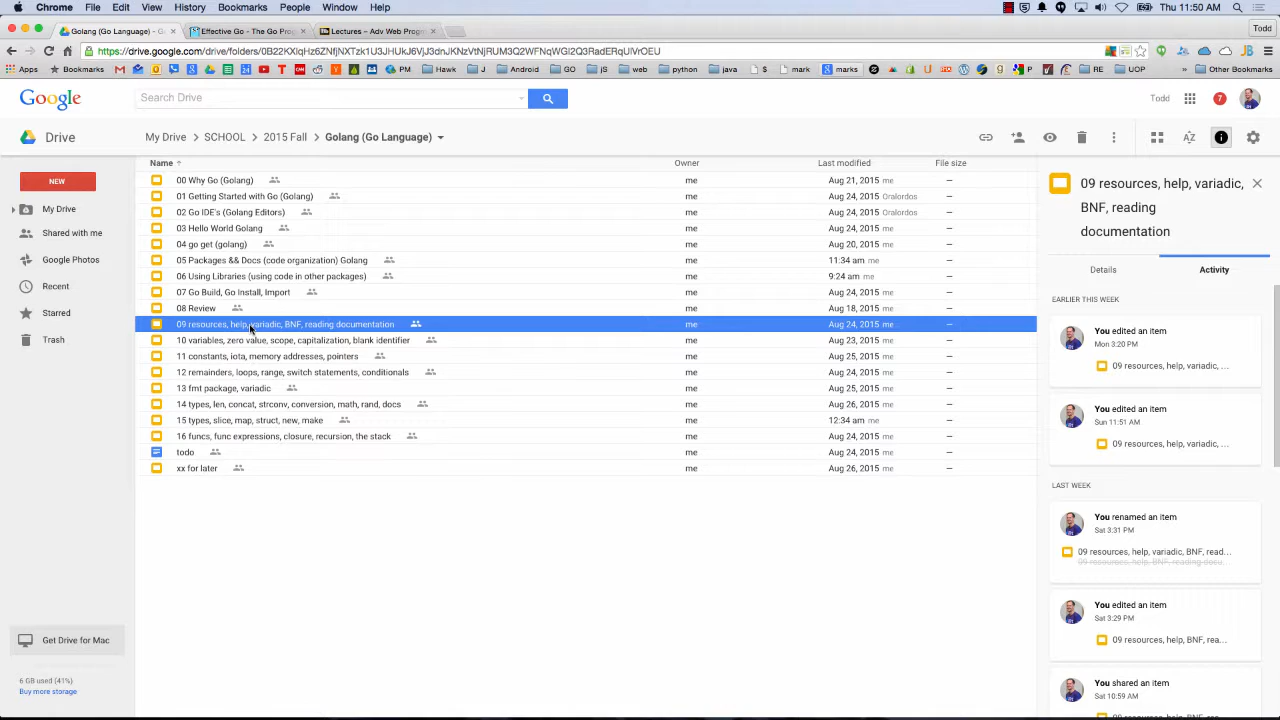 Chrome File Edit View History Bookmarks People Window Help Thu 11:50 AM
Golang (Go Language) - G Effective Go - The Go Pro Lectures – Adv Web Progr Todd
https://drive.google.com/drive/folders/
Apps Bookmarks PM Hawk J Android GO jS web python java $ mark marks RE UOP Other Bookmarks
Google Search Drive Todd 7
Drive My Drive SCHOOL 2015 Fall Golang (Go Language)
NEW
My Drive
Shared with me
Google Photos
Recent
Starred
Trash
Get Drive for Mac
6 GB used (41%)
Buy more storage
Name Owner Last modified File size
00 Why Go (Golang) me Aug 21, 2015 me –
01 Getting Started with Go (Golang) me Aug 24, 2015 Oralordos –
02 Go IDE's (Golang Editors) me Aug 24, 2015 Oralordos –
03 Hello World Golang me Aug 24, 2015 me –
04 go get (golang) me Aug 20, 2015 me –
05 Packages && Docs (code organization) Golang me 11:34 am me –
06 Using Libraries (using code in other packages) me 9:24 am me –
07 Go Build, Go Install, Import me Aug 24, 2015 me –
08 Review me Aug 18, 2015 me –
09 resources, help, variadic, BNF, reading documentation me Aug 24, 2015 me –
10 variables, zero value, scope, capitalization, blank identifier me Aug 23, 2015 me –
11 constants, iota, memory addresses, pointers me Aug 25, 2015 me –
12 remainders, loops, range, switch statements, conditionals me Aug 24, 2015 me –
13 fmt package, variadic me Aug 25, 2015 me –
14 types, len, concat, strconv, conversion, math, rand, docs me Aug 26, 2015 me –
15 types, slice, map, struct, new, make me 12:34 am me –
16 funcs, func expressions, closure, recursion, the stack me Aug 24, 2015 me –
todo me Aug 24, 2015 me –
xx for later me Aug 26, 2015 me –
09 resources, help, variadic,
BNF, reading
documentation
Details Activity
EARLIER THIS WEEK
You edited an item
Mon 3:20 PM
09 resources, help, variadic, ...
You edited an item
Sun 11:51 AM
09 resources, help, variadic, ...
LAST WEEK
You renamed an item
Sat 3:31 PM
09 resources, help, variadic, BNF, read...
09 resources, help, BNF, reading docu...
You edited an item
Sat 3:29 PM
09 resources, help, BNF, rea...
You shared an item
Sat 10:59 AM